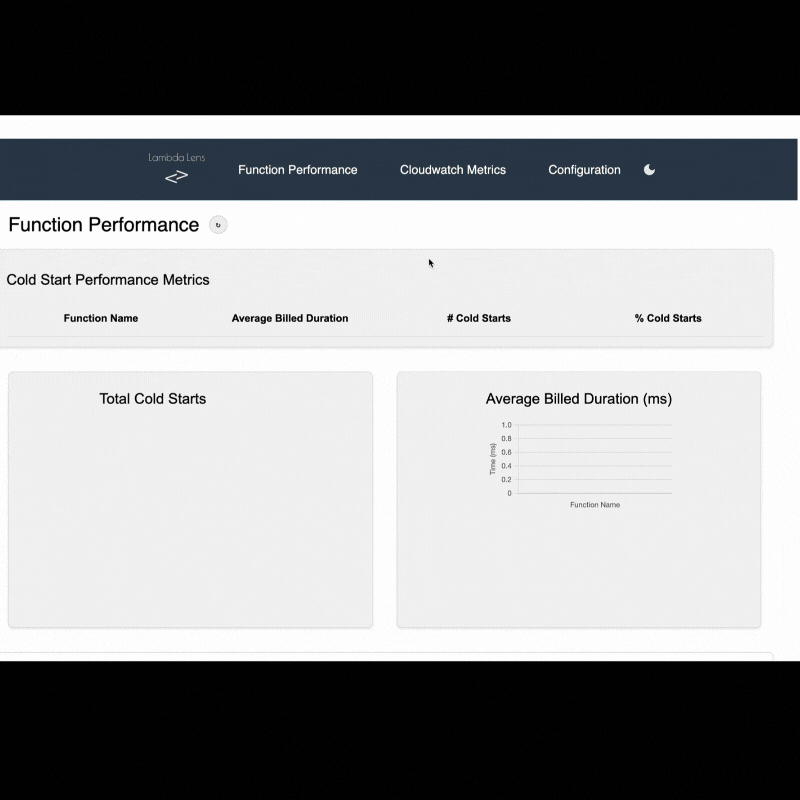 Lambda Lens
Function Performance
Cloudwatch Metrics
Configuration
Function Performance
Cold Start Performance Metrics
Function Name
Average Billed Duration
# Cold Starts
% Cold Starts
Total Cold Starts
Average Billed Duration (ms)
1.0
0.8
0.6
0.4
0.2
0
Time (ms)
Function Name